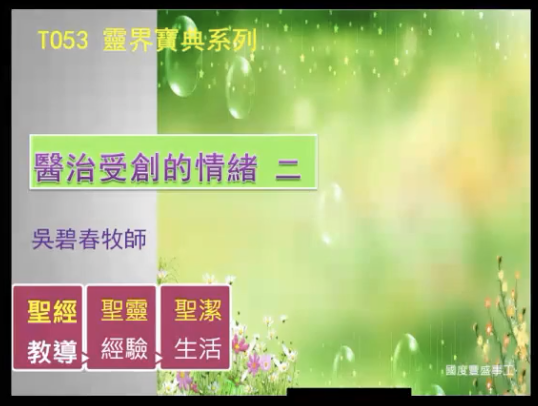 T053 靈界寶典系列
醫治受創的情緒 二
吳碧春牧師
聖經 聖靈 聖潔
教導 經驗 生活
國度豐盛事工